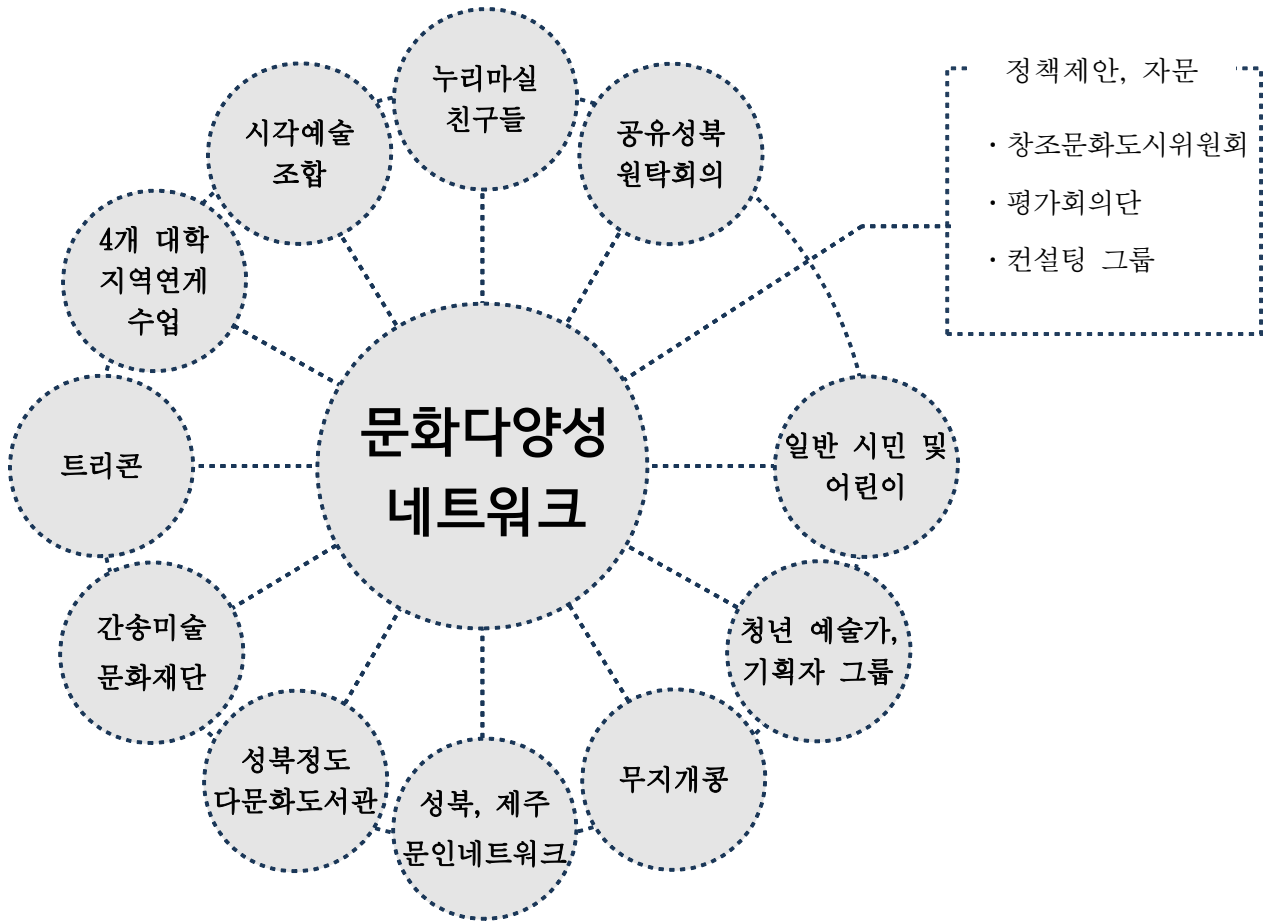 누리마실
친구들
시각예술
조합
공유성북
원탁회의
정책제안, 자문
· 창조문화도시위원회
· 평가회의단
· 컨설팅 그룹
4개 대학
지역연게
수업
트리콘
문화다양성
네트워크
일반 시민 및
어린이
간송미술
문화재단
청년 예술가,
기획자 그룹
성북정도
다문화도서관
성북, 제주
문인네트워크
무지개콩